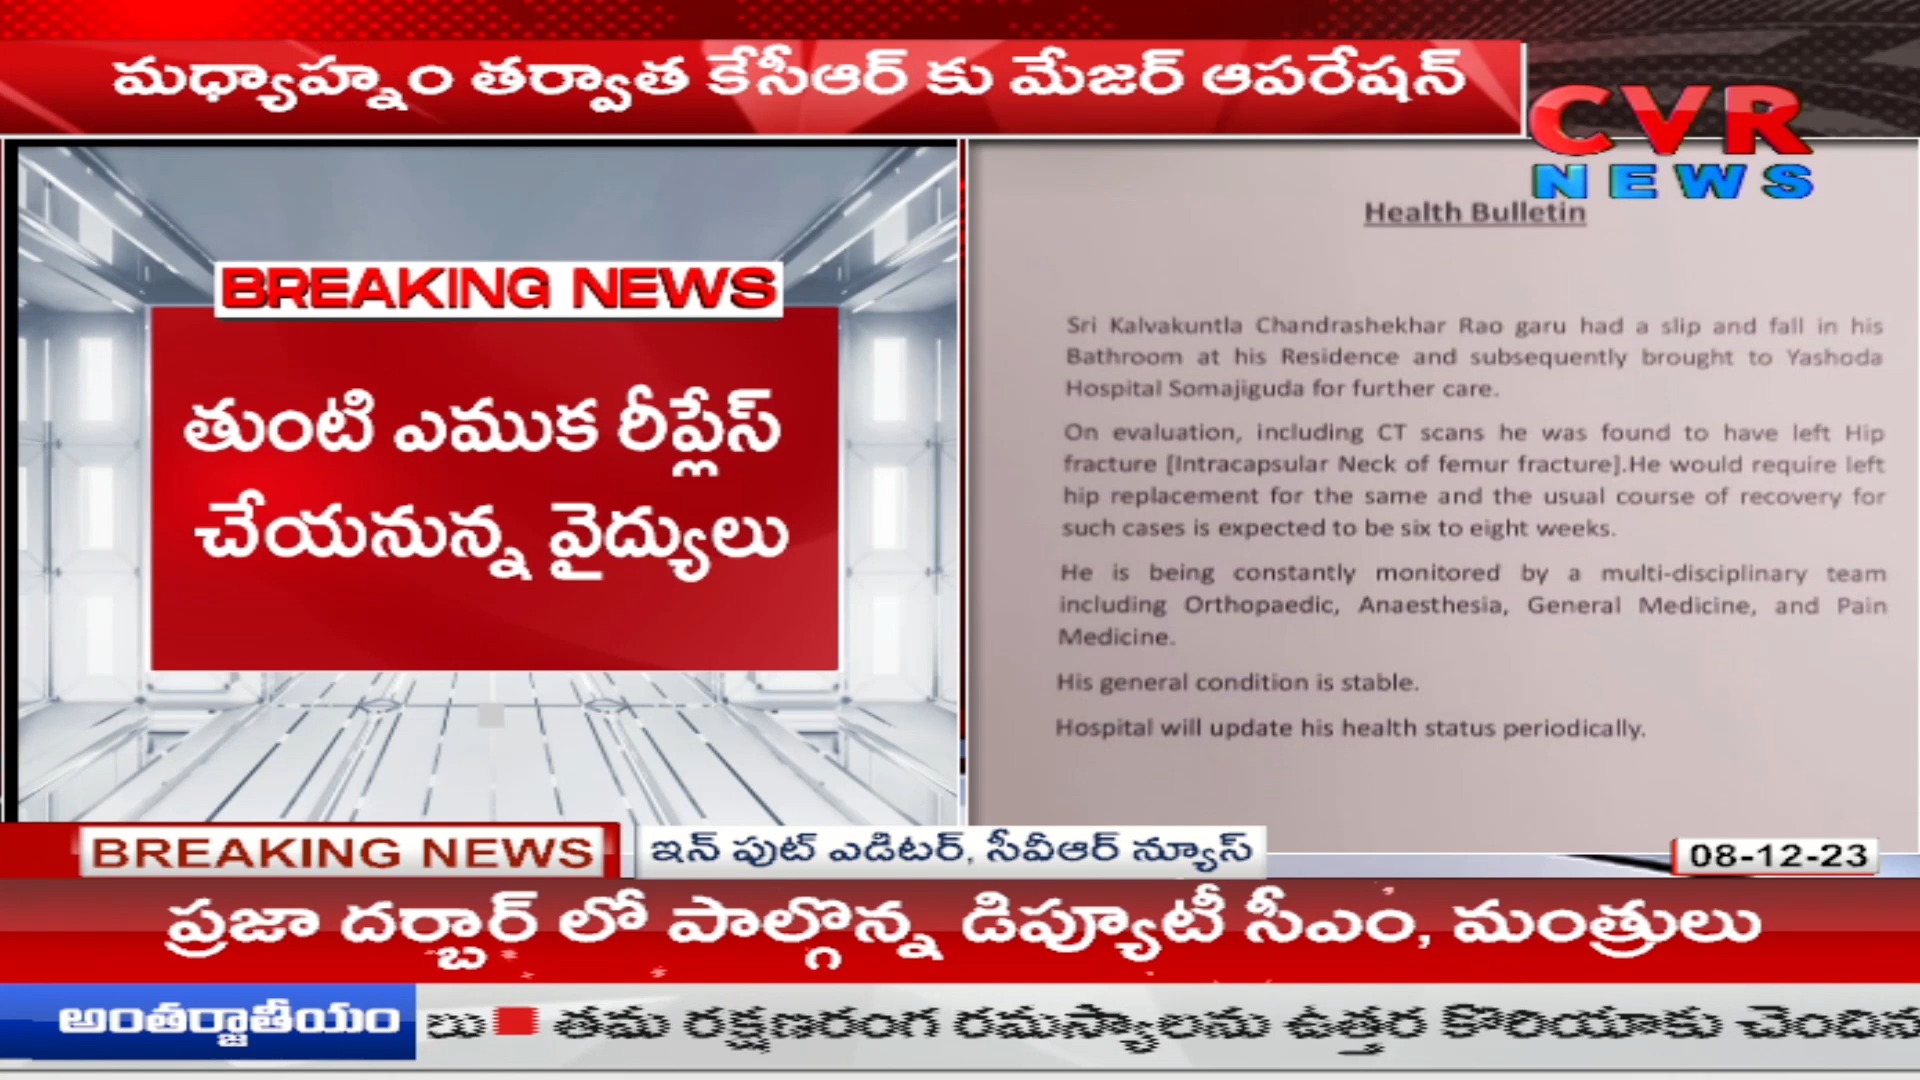 మధ్యాహ్నం తర్వాత కేసీఆర్ కు మేజర్ ఆపరేషన్
CVR
NEWS
BREAKING NEWS
తుంటి ఎముక రీప్లేస్
చేయనున్న వైద్యులు
Health Bulletin
Sri Kalvakuntla Chandrashekhar Rao garu had a slip and fall in his
Bathroom at his Residence and subsequently brought to Yashoda
Hospital Somajiguda for further care.
On evaluation, including CT scans he was found to have left Hip
fracture [Intracapsular Neck of femur fracture].He would require left
hip replacement for the same and the usual course of recovery for
such cases is expected to be six to eight weeks.
He is being constantly monitored by a multi-disciplinary team
including Orthopaedic, Anaesthesia, General Medicine, and Pain
Medicine.
His general condition is stable.
Hospital will update his health status periodically.
BREAKING NEWS
ఇన్ పుట్ ఎడిటర్, సీవీఆర్ న్యూస్
08-12-23
ప్రజా దర్బార్ లో పాల్గొన్న డిప్యూటీ సీఎం, మంత్రులు
అంతర్జాతీయం
లు తమ రక్షణరంగ రహస్యాలను ఉత్తర కొరియాకు చెందిన